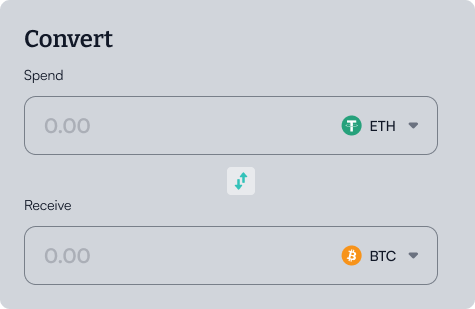 Convert
Spend
0.00
ETH
Receive
0.00
BTC